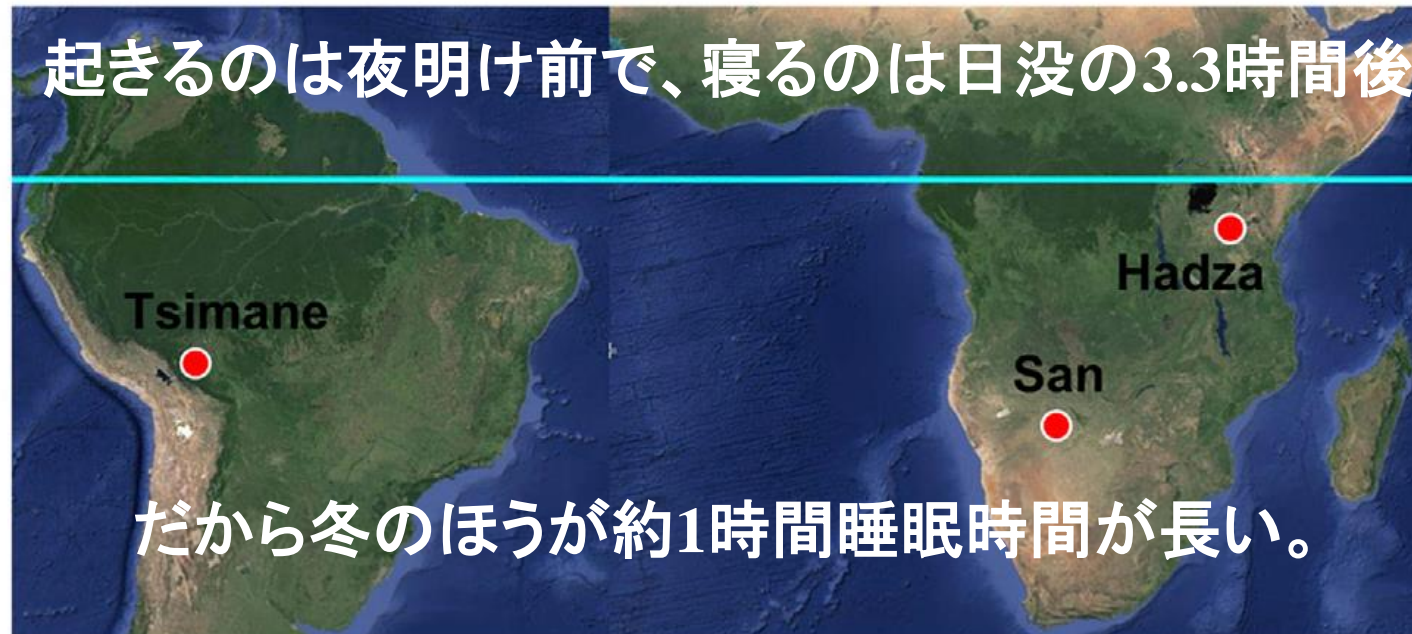 起きるのは夜明け前で、寝るのは日没の3.3時間後
Hadza
Tsimane
San
だから冬のほうが約1時間睡眠時間が長い。